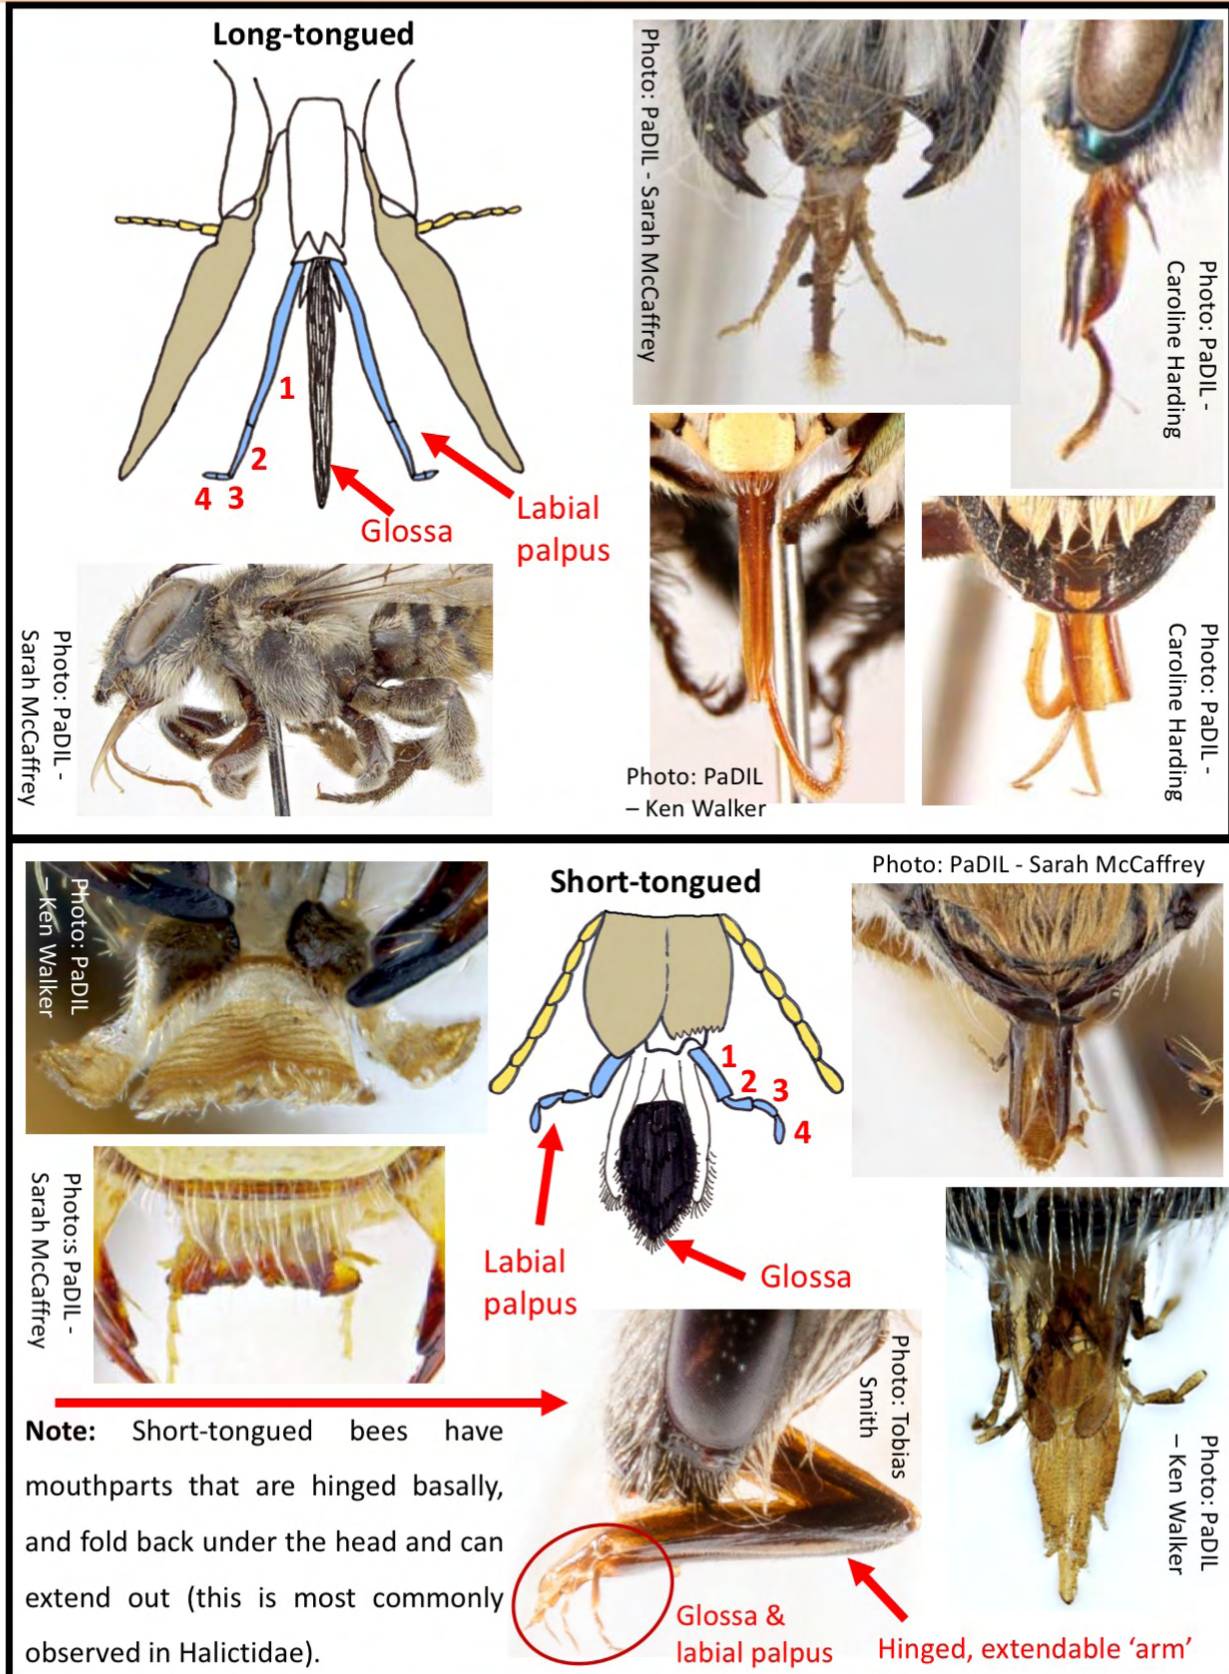 Long-tongued
Photo: PaDIL - Sarah McCaffrey
Photo: PaDIL -
Caroline Harding
1
2
4 3
Glossa
Labial
palpus
Photo: PaDIL -
Sarah McCaffrey
Photo: PaDIL
– Ken Walker
Photo: PaDIL -
Caroline Harding
Photo: PaDIL
– Ken Walker
Short-tongued
Photo: PaDIL - Sarah McCaffrey
1
2
3
4
Photo:s PaDIL -
Sarah McCaffrey
Labial
palpus
Glossa
Photo: Tobias
Smith
Photo: PaDIL
– Ken Walker
Note: Short-tongued bees have
mouthparts that are hinged basally,
and fold back under the head and can
extend out (this is most commonly
observed in Halictidae).
Glossa &
labial palpus
Hinged, extendable ‘arm’